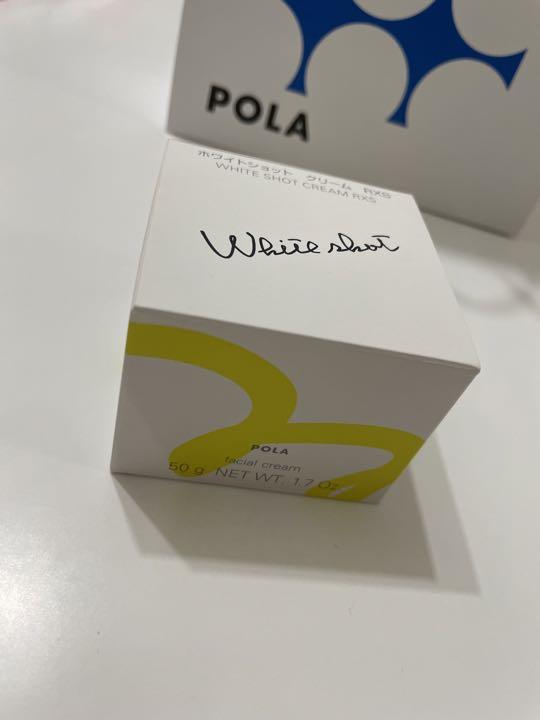 POLA
ホワイトショット クリーム RXS
WHITE SHOT CREAM RXS
White shot
POLA
facial cream
50 g NET WT. 1.7 Oz.